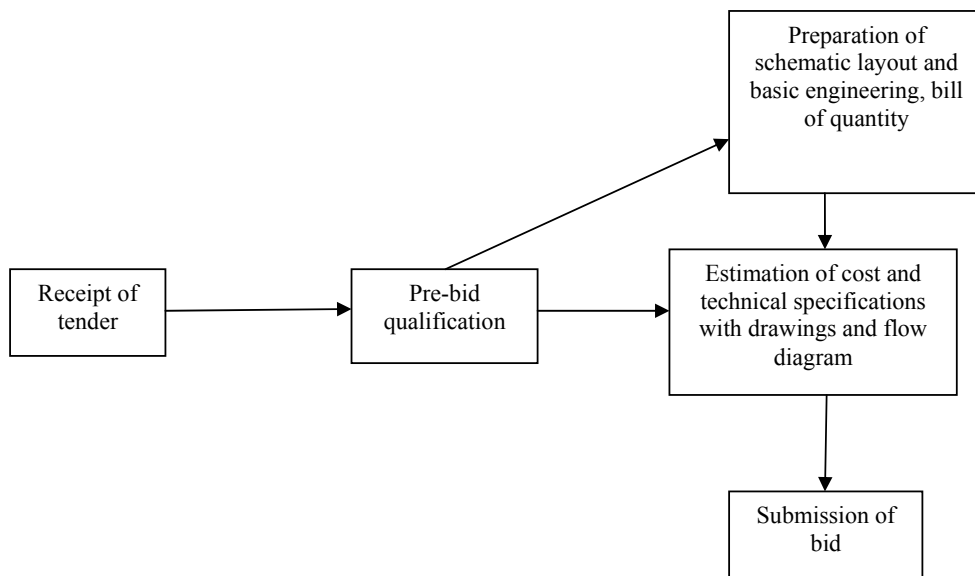 Receipt of
tender
Pre-bid
qualification
Preparation of
schematic layout and
basic engineering, bill
of quantity
Estimation of cost and
technical specifications
with drawings and flow
diagram
Submission of
bid